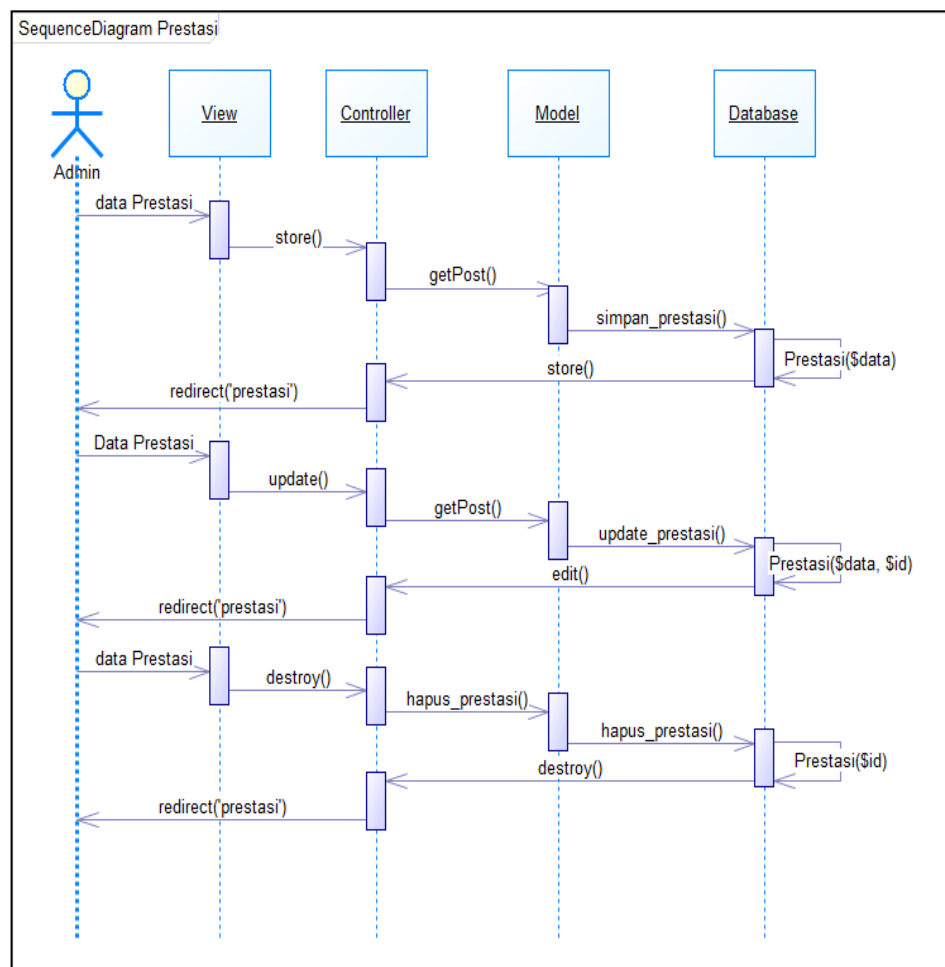 SequenceDiagram Prestasi
View
Controller
Model
Database
Admin
data Prestasi
store()
getPost()
simpan_prestasi()
Prestasi($data)
store()
redirect('prestasi')
Data Prestasi
update()
getPost()
update_prestasi()
Prestasi($data, $id)
edit()
redirect('prestasi')
data Prestasi
destroy()
hapus_prestasi()
hapus_prestasi()
Prestasi($id)
destroy()
redirect('prestasi')